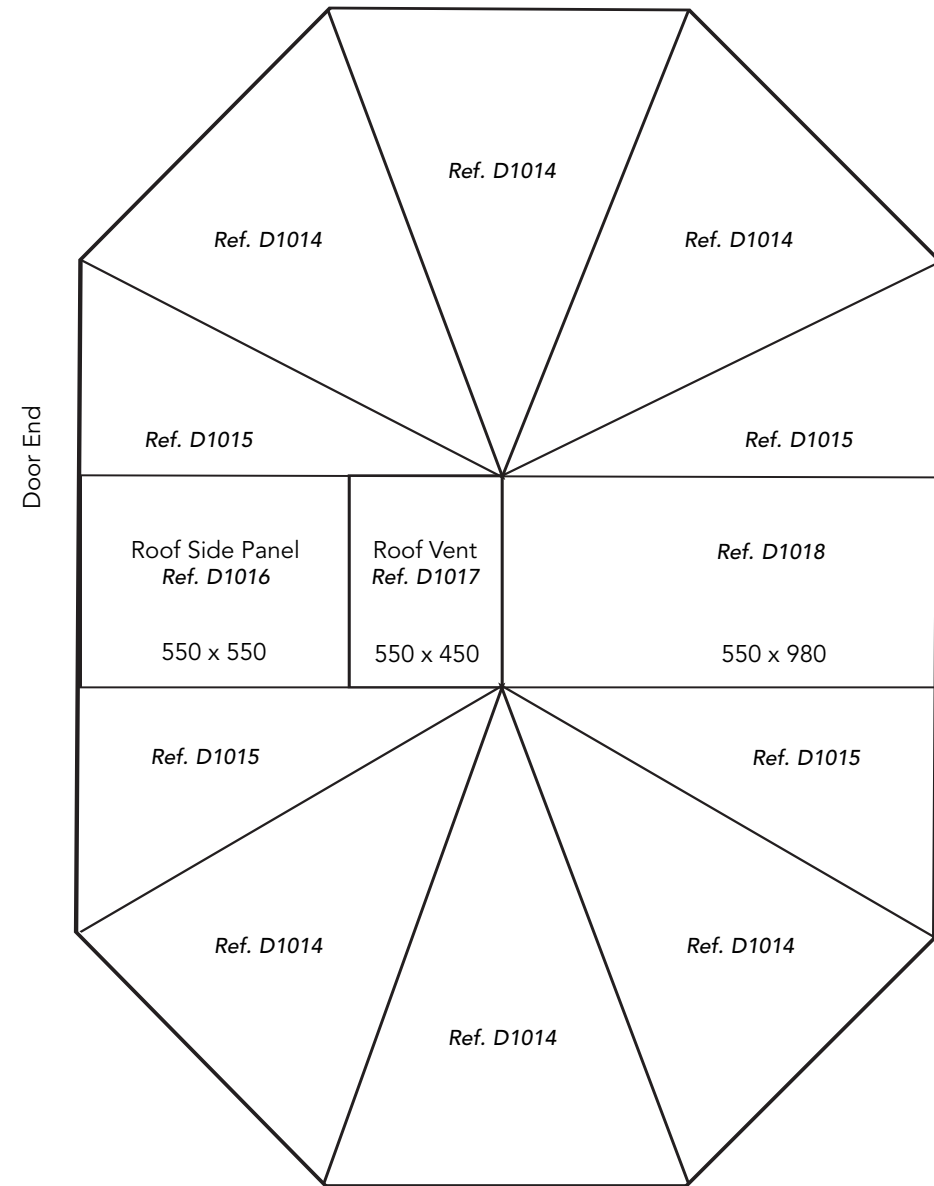 Ref. D1014
Ref. D1014
Ref. D1014
Door End
Ref. D1015
Ref. D1015
Roof Side Panel
Ref. D1016
550 x 550
Roof Vent
Ref. D1017
550 x 450
Ref. D1018
550 x 980
Ref. D1015
Ref. D1015
Ref. D1014
Ref. D1014
Ref. D1014